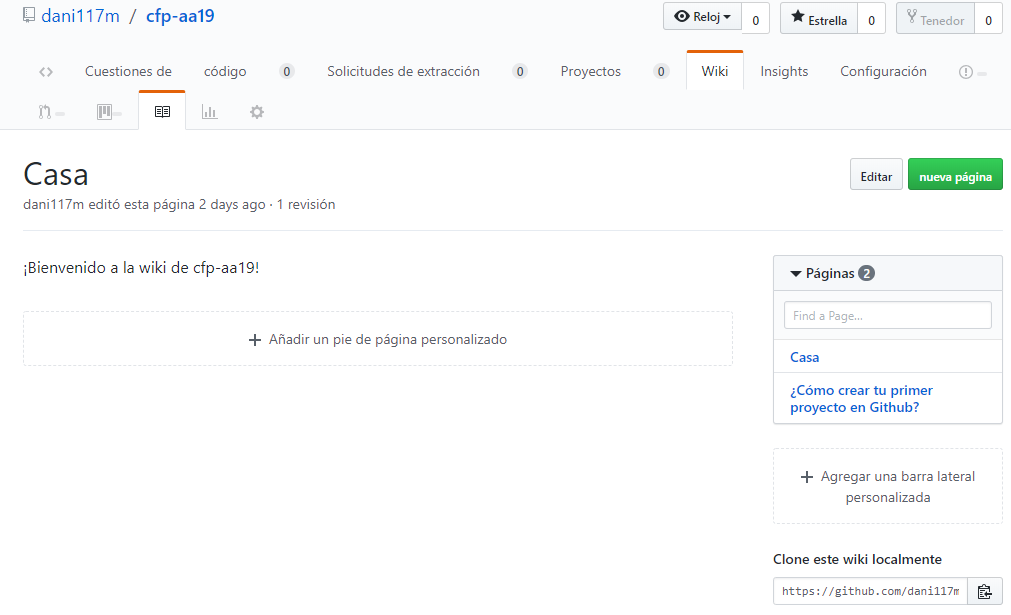 dani117m / cfp-aa19
Reloj 0 Estrella 0 Tenedor 0
Cuestiones de código 0 Solicitudes de extracción 0 Proyectos 0 Wiki Insights Configuración
Casa
Editar nueva página
dani117m editó esta página 2 days ago · 1 revisión
¡Bienvenido a la wiki de cfp-aa19!
+ Añadir un pie de página personalizado
Páginas 2
Find a Page...
Casa
¿Cómo crear tu primer
proyecto en Github?
+ Agregar una barra lateral
personalizada
Clone este wiki localmente
https://github.com/dani117m